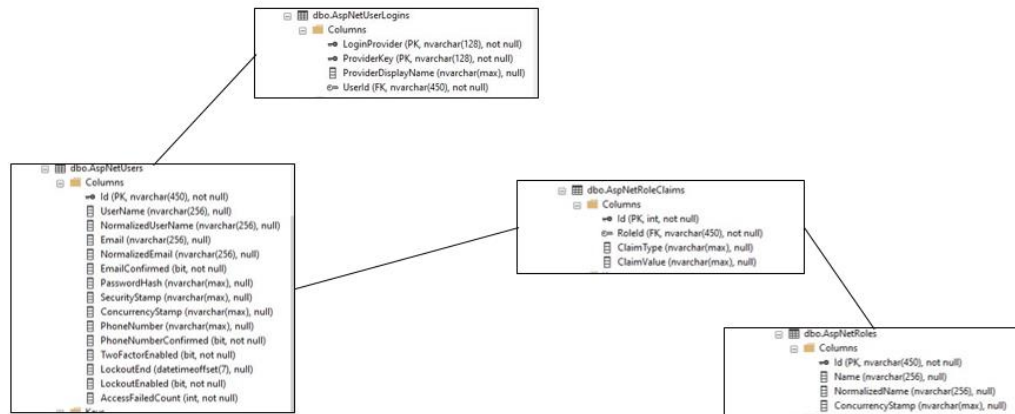 dbo.AspNetUserLogins
Columns
LoginProvider (PK, nvarchar(128), not null)
ProviderKey (PK, nvarchar(128), not null)
ProviderDisplayName (nvarchar(max), null)
UserId (FK, nvarchar(450), not null)
dbo.AspNetUsers
Columns
Id (PK, nvarchar(450), not null)
UserName (nvarchar(256), null)
NormalizedUserName (nvarchar(256), null)
Email (nvarchar(256), null)
NormalizedEmail (nvarchar(256), null)
EmailConfirmed (bit, not null)
PasswordHash (nvarchar(max), null)
SecurityStamp (nvarchar(max), null)
ConcurrencyStamp (nvarchar(max), null)
PhoneNumber (nvarchar(max), null)
PhoneNumberConfirmed (bit, not null)
TwoFactorEnabled (bit, not null)
LockoutEnd (datetimeoffset(7), null)
LockoutEnabled (bit, not null)
AccessFailedCount (int, not null)
dbo.AspNetRoleClaims
Columns
Id (PK, int, not null)
RoleId (FK, nvarchar(450), not null)
ClaimType (nvarchar(max), null)
ClaimValue (nvarchar(max), null)
dbo.AspNetRoles
Columns
Id (PK, nvarchar(450), not null)
Name (nvarchar(256), null)
NormalizedName (nvarchar(256), null)
ConcurrencyStamp (nvarchar(max), null)